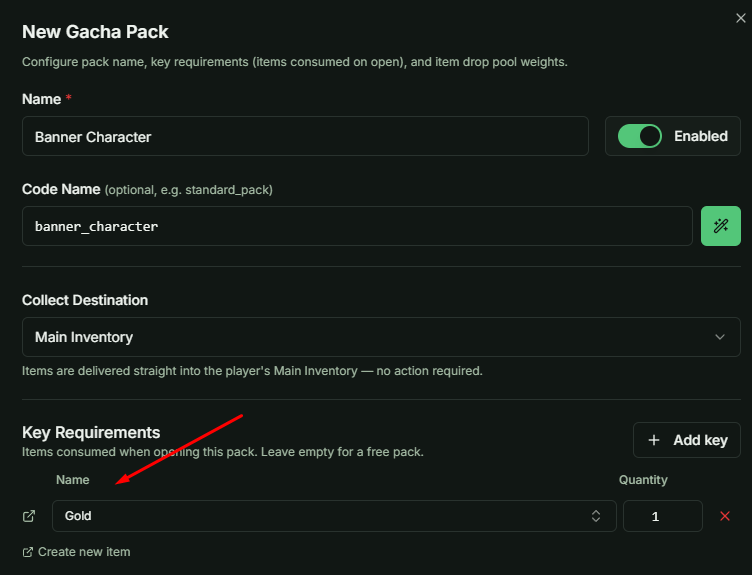 New Gacha Pack
Configure pack name, key requirements (items consumed on open), and item drop pool weights.
Name *
Banner Character
Enabled
Code Name (optional, e.g. standard_pack)
banner_character
Collect Destination
Main Inventory
Items are delivered straight into the player's Main Inventory — no action required.
Key Requirements
Items consumed when opening this pack. Leave empty for a free pack.
Add key
Name Quantity
Gold 1
Create new item